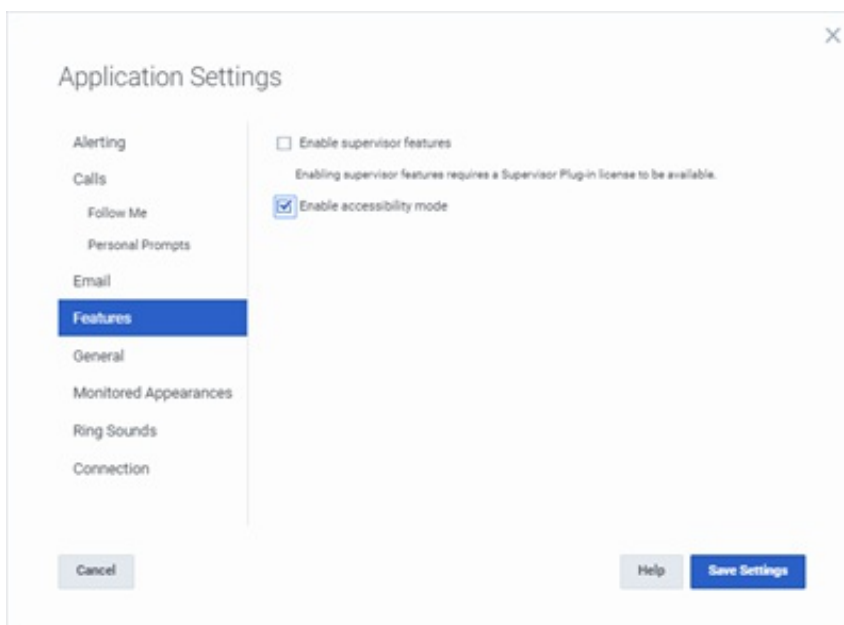 Application Settings
Alerting
Calls
Follow Me
Personal Prompts
Email
Features
General
Monitored Appearances
Ring Sounds
Connection
Enable supervisor features
Enabling supervisor features requires a Supervisor Plug-in license to be available.
Enable accessibility mode
Cancel
Help
Save Settings